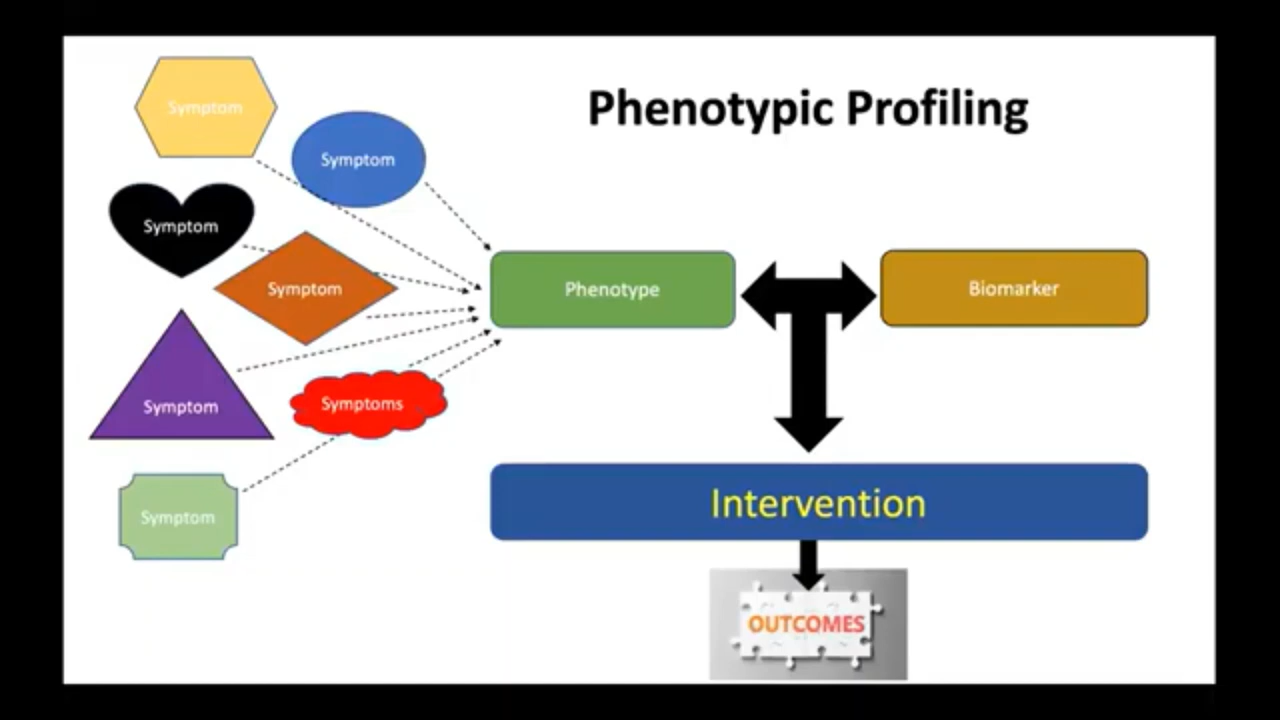 Phenotypic Profiling
Symptom
Symptom
Symptom
Symptom
Symptom
Symptoms
Symptom
Phenotype
Biomarker
Intervention
OUTCOMES